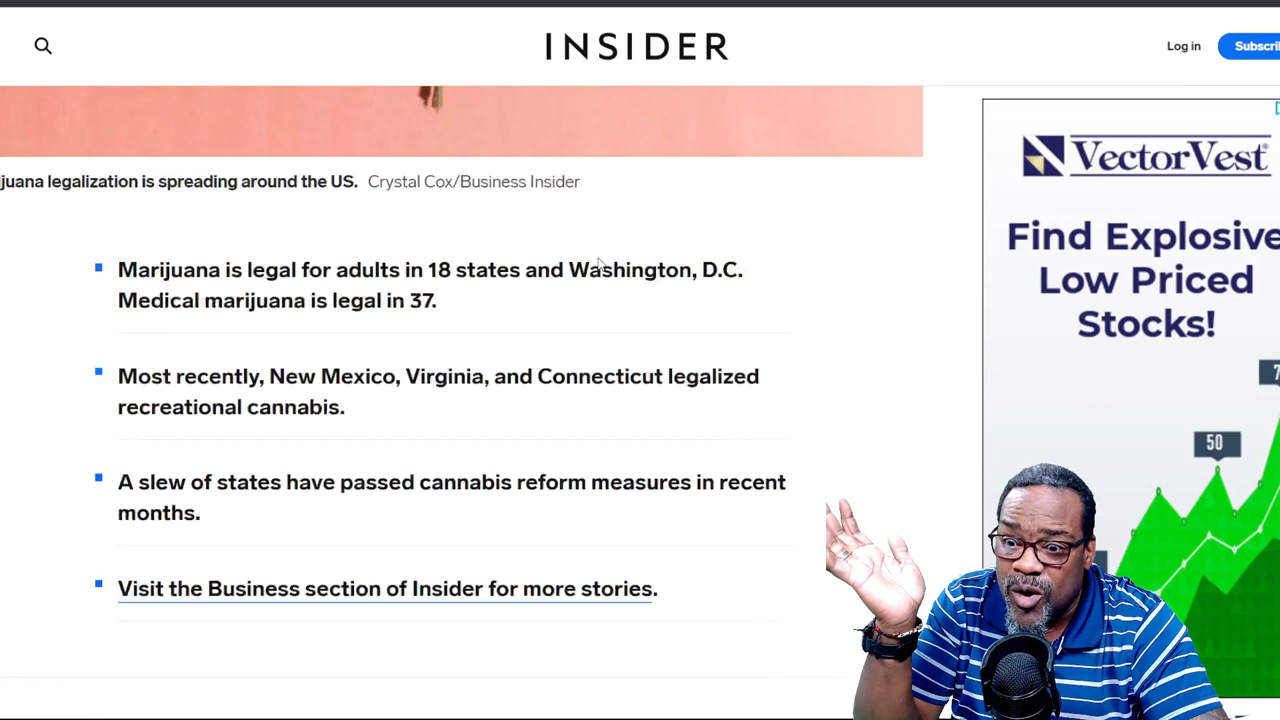 INSIDER
Log in
Subscri
juana legalization is spreading around the US. Crystal Cox/Business Insider
Marijuana is legal for adults in 18 states and Washington, D.C.
Medical marijuana is legal in 37.
Most recently, New Mexico, Virginia, and Connecticut legalized
recreational cannabis.
A slew of states have passed cannabis reform measures in recent
months.
Visit the Business section of Insider for more stories.
VectorVest®
Find Explosive
Low Priced
Stocks!
7
50